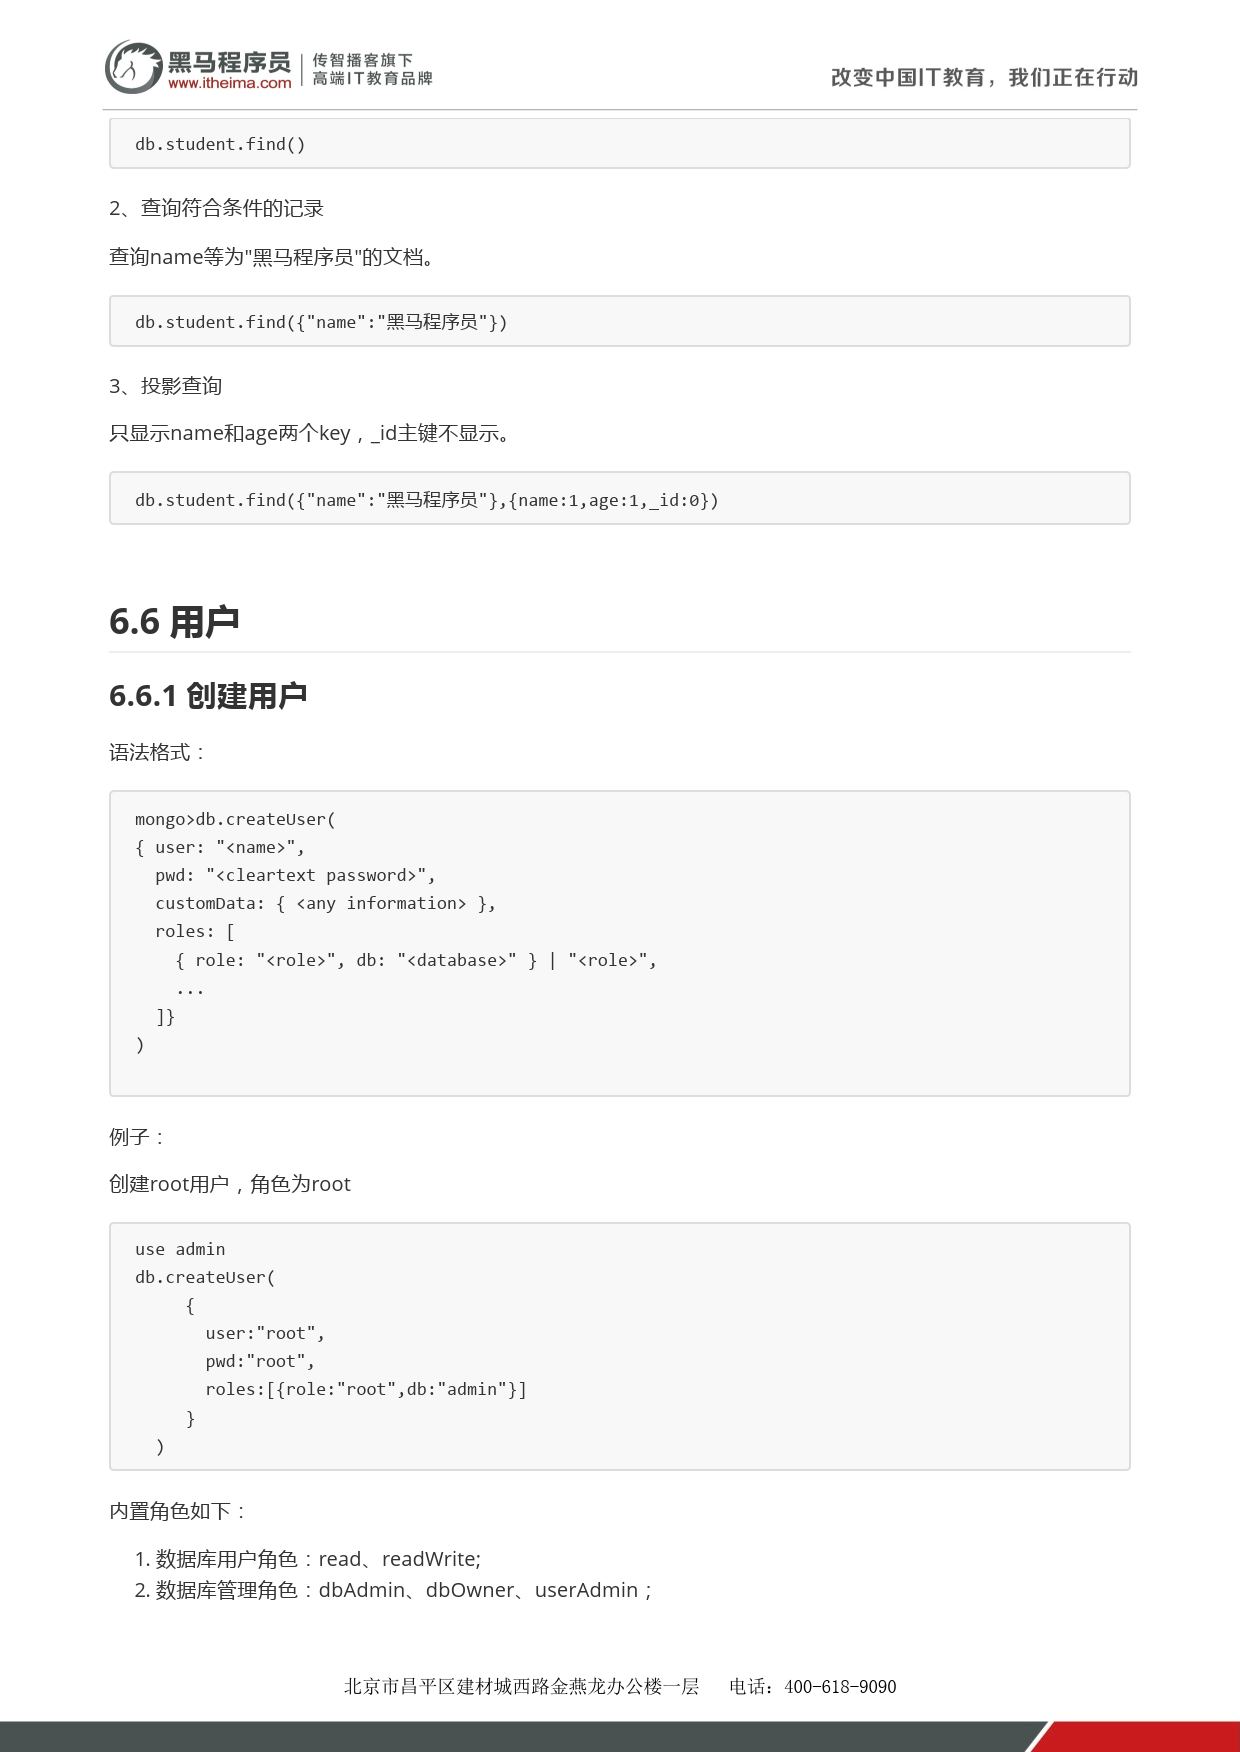 黑马程序员
www.itheima.com
传智播客旗下
高端IT教育品牌
改变中国IT教育，我们正在行动
db.student.find()
2、查询符合条件的记录
查询name等为"黑马程序员"的文档。
db.student.find({"name":"黑马程序员"})
3、投影查询
只显示name和age两个key，_id主键不显示。
db.student.find({"name":"黑马程序员"},{name:1,age:1,_id:0})
6.6 用户
6.6.1 创建用户
语法格式：
mongo>db.createUser(
{ user: "<name>",
  pwd: "<cleartext password>",
  customData: { <any information> },
  roles: [
    { role: "<role>", db: "<database>" } | "<role>",
    ...
  ]}
)
例子：
创建root用户，角色为root
use admin
db.createUser(
     {
       user:"root",
       pwd:"root",
       roles:[{role:"root",db:"admin"}]
     }
  )
内置角色如下：
1. 数据库用户角色：read、readWrite;
2. 数据库管理角色：dbAdmin、dbOwner、userAdmin；
北京市昌平区建材城西路金燕龙办公楼一层 电话：400-618-9090